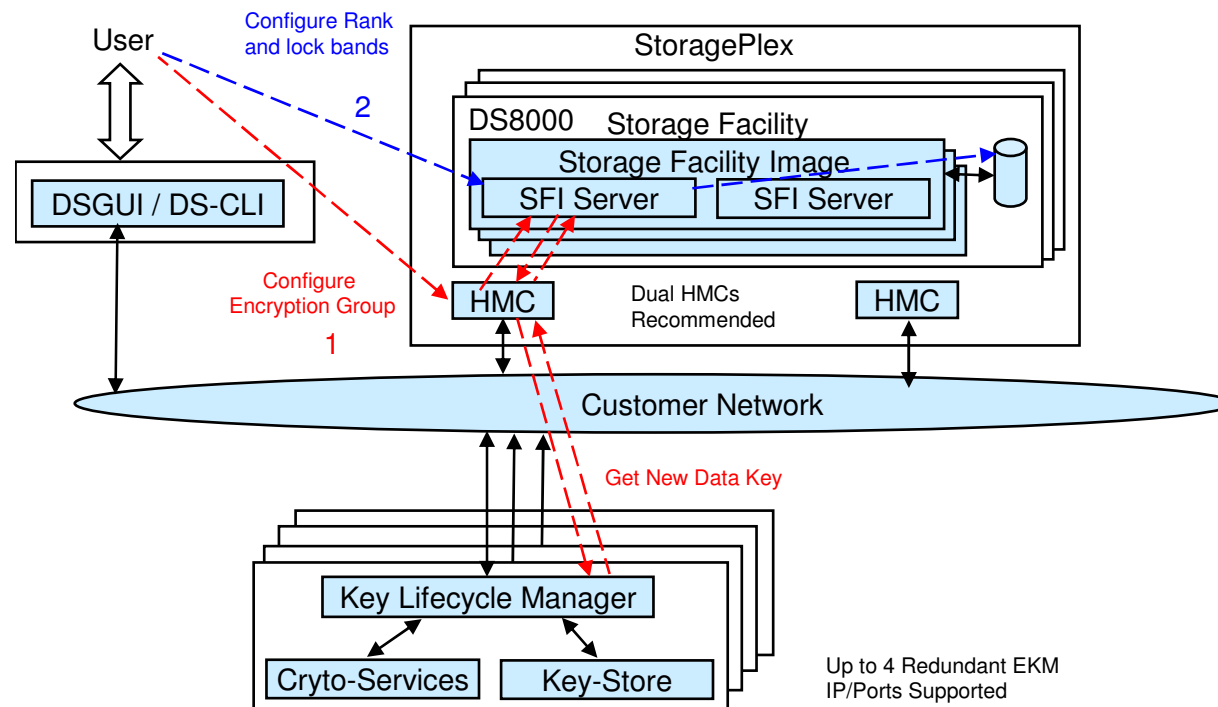 User
Configure Rank
and lock bands
2
StoragePlex
DS8000
Storage Facility
Storage Facility Image
SFI Server
SFI Server
DSGUI / DS-CLI
Configure
Encryption Group
1
HMC
Dual HMCs
Recommended
HMC
Customer Network
Get New Data Key
Key Lifecycle Manager
Cryto-Services
Key-Store
Up to 4 Redundant EKM
IP/Ports Supported